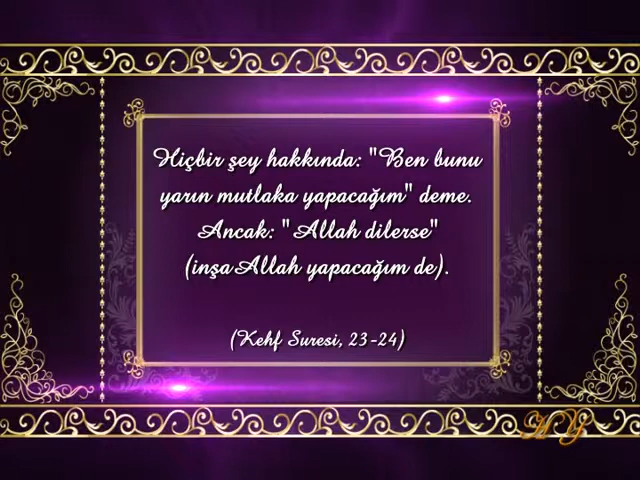 Hiçbir şey hakkında: "Ben bunu
yarın mutlaka yapacağım" deme.
Ancak: "Allah dilerse"
(inşaAllah yapacağım de).
(Kehf Suresi, 23-24)
AY